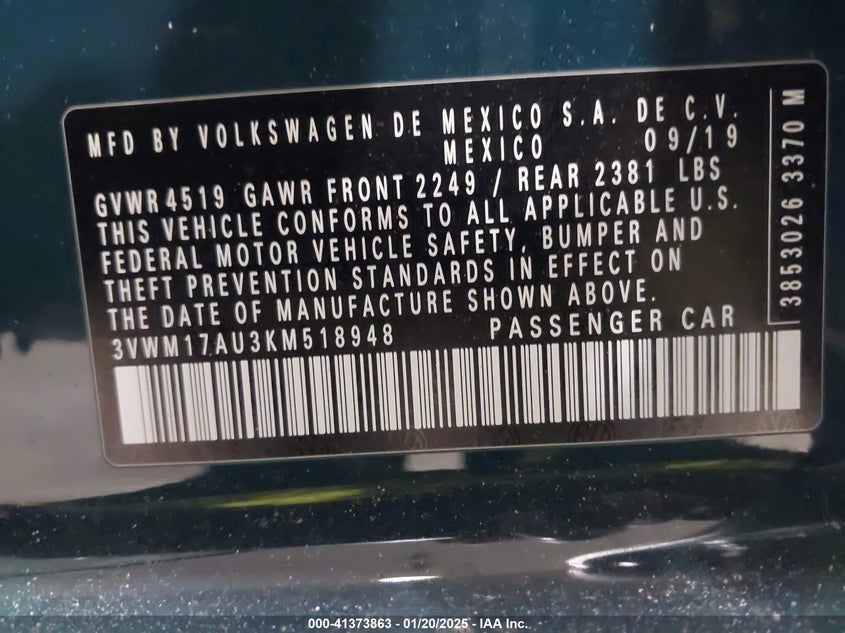 MFD BY VOLKSWAGEN DE MEXICO S.A. DE C.V.
MEXICO 09/19
GVWR 4519 GAWR FRONT 2249 / REAR 2381 LBS
THIS VEHICLE CONFORMS TO ALL APPLICABLE U.S.
FEDERAL MOTOR VEHICLE SAFETY, BUMPER AND
THEFT PREVENTION STANDARDS IN EFFECT ON
THE DATE OF MANUFACTURE SHOWN ABOVE.
3VWM17AU3KM518948 PASSENGER CAR
3853026 3370 M
000-41373863 - 01/20/2025 - IAA Inc.